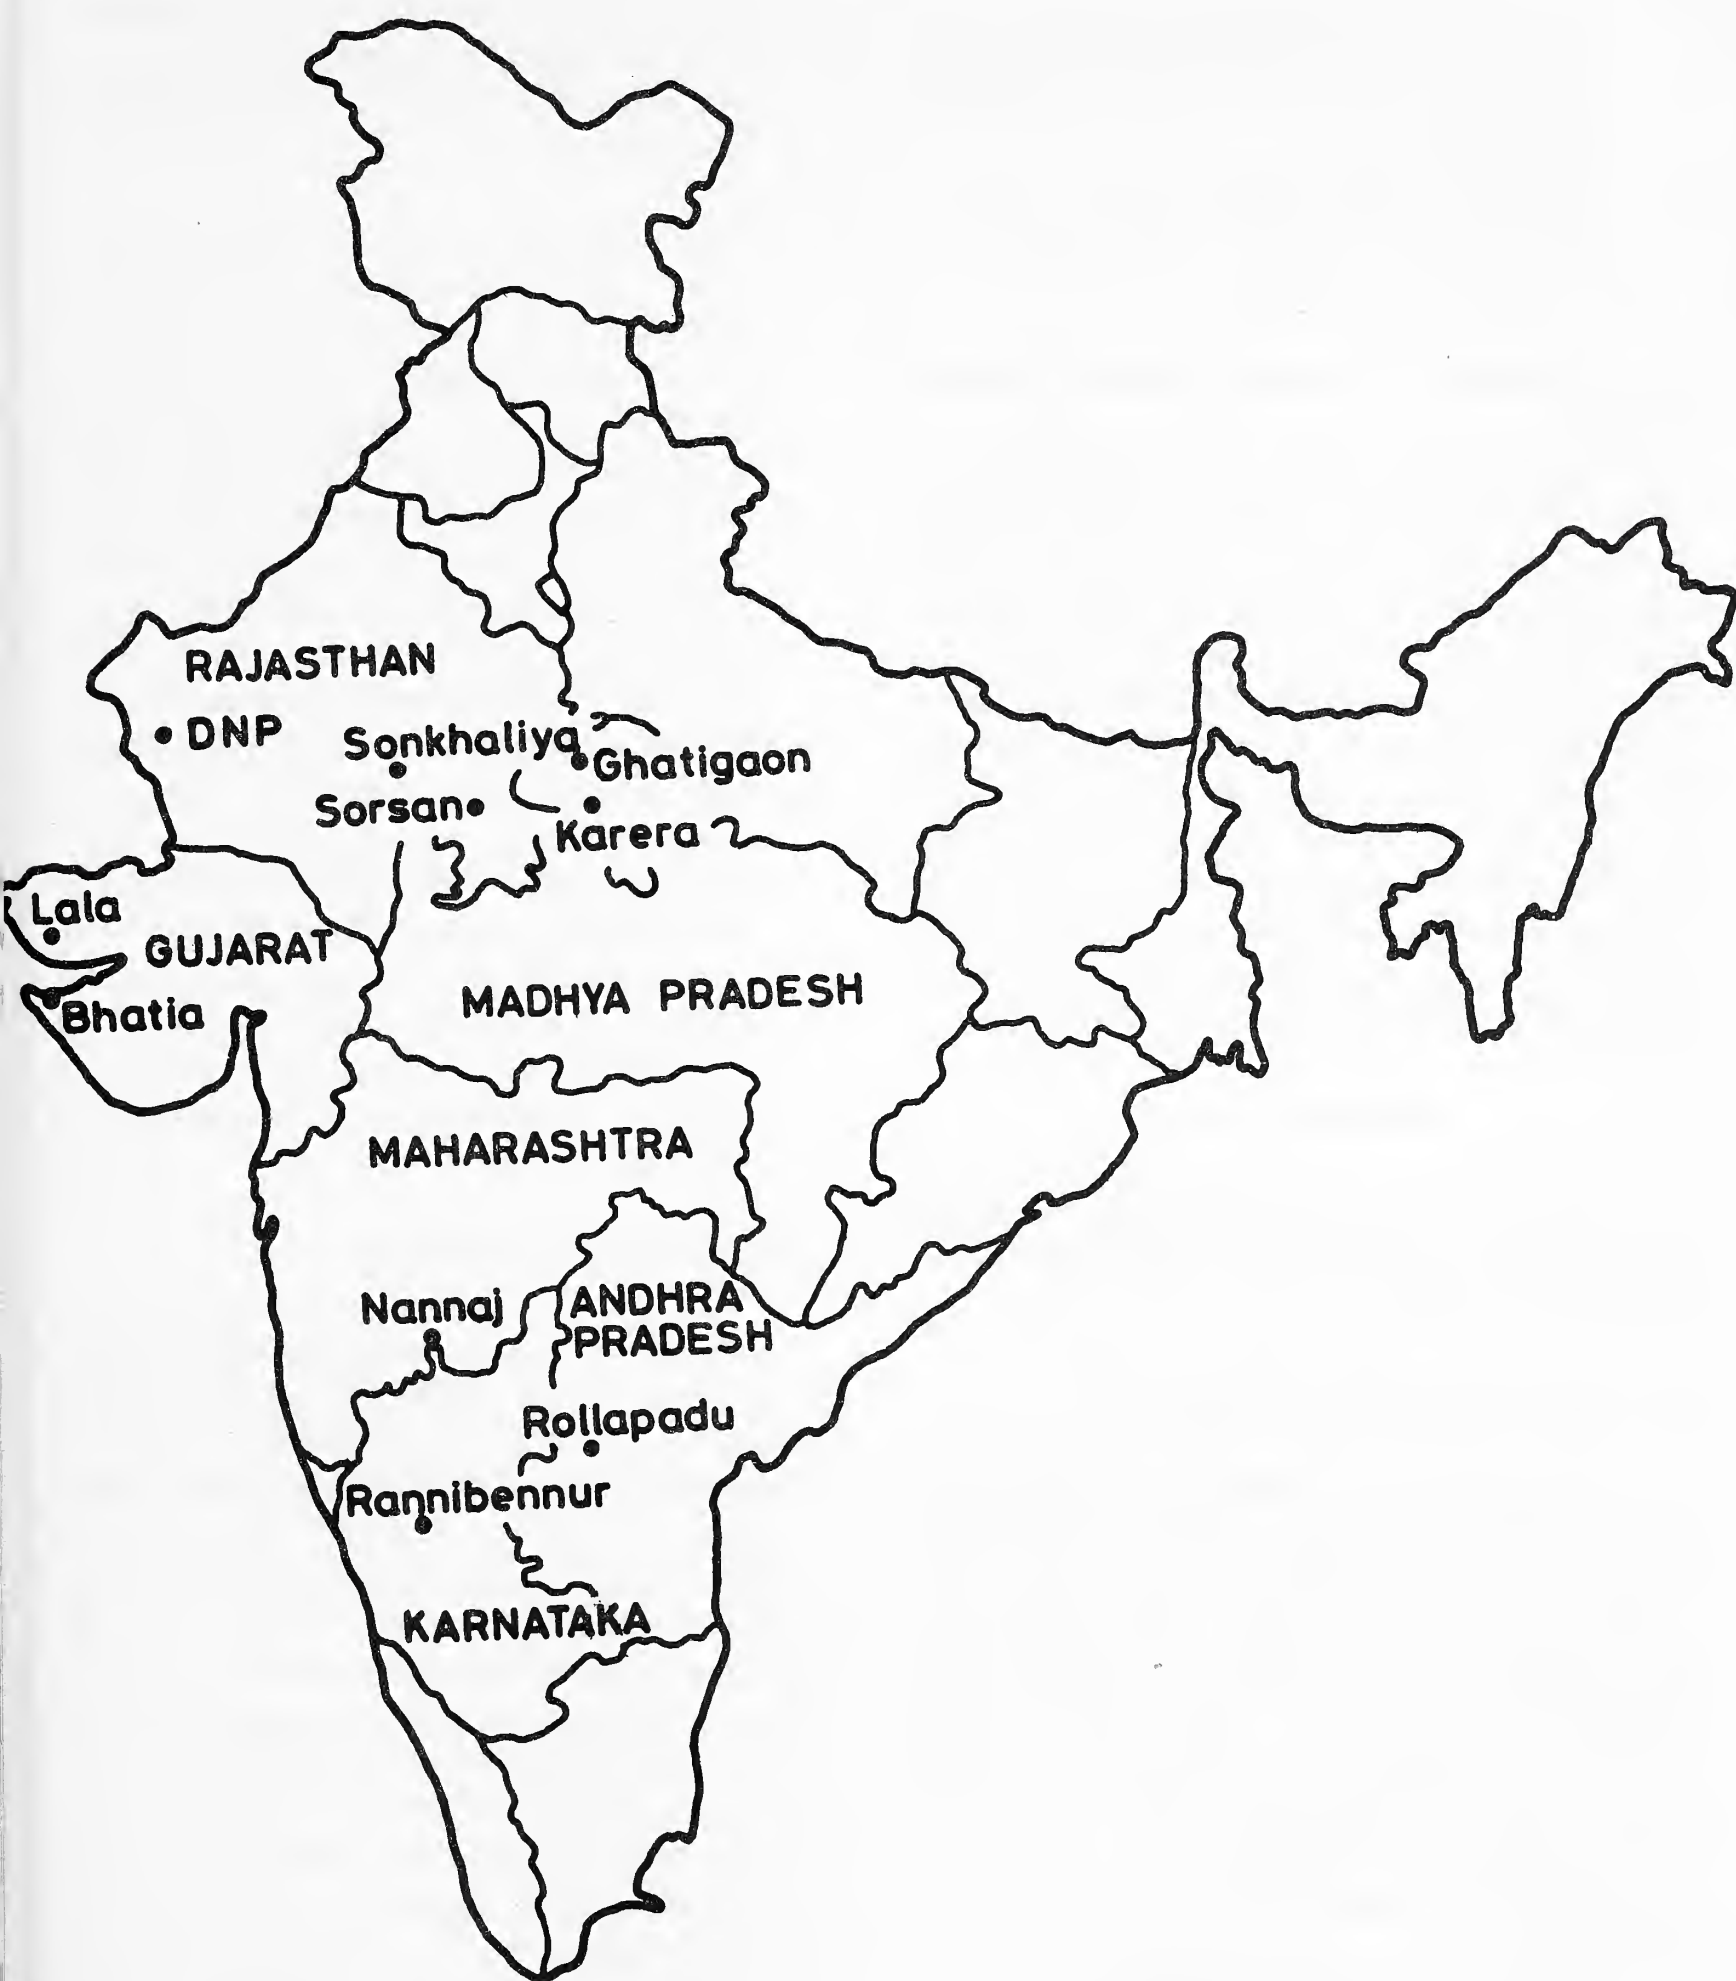 RAJASTHAN
DNP
Sonkhaliya
Ghatigaon
Sorsan
Karera
Lala
GUJARAT
Bhatia
MADHYA PRADESH
MAHARASHTRA
Nannaj
ANDHRA
PRADESH
Rollapadu
Rannibennur
KARNATAKA